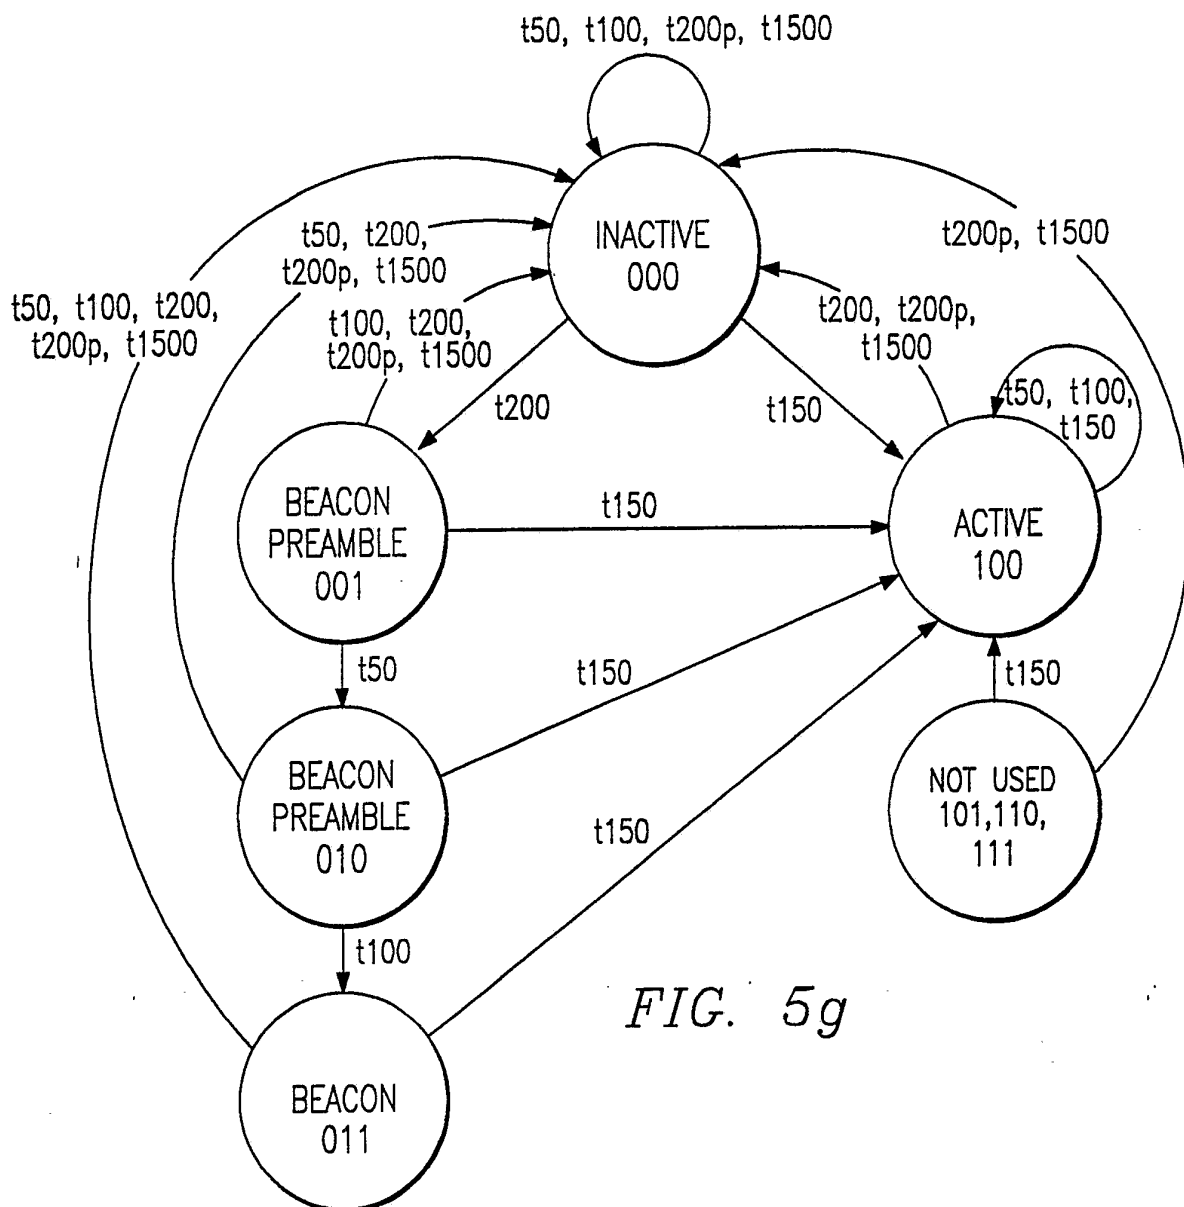 t50, t100, t200p, t1500
INACTIVE
000
t50, t200,
t200p, t1500
t200p, t1500
t50, t100, t200,
t200p, t1500
t100, t200,
t200p, t1500
t200, t200p,
t1500
t200
t150
t50, t100,
t150
BEACON
PREAMBLE
001
t150
ACTIVE
100
t50
t150
t150
BEACON
PREAMBLE
010
t150
NOT USED
101,110,
111
t100
FIG. 5g
BEACON
011